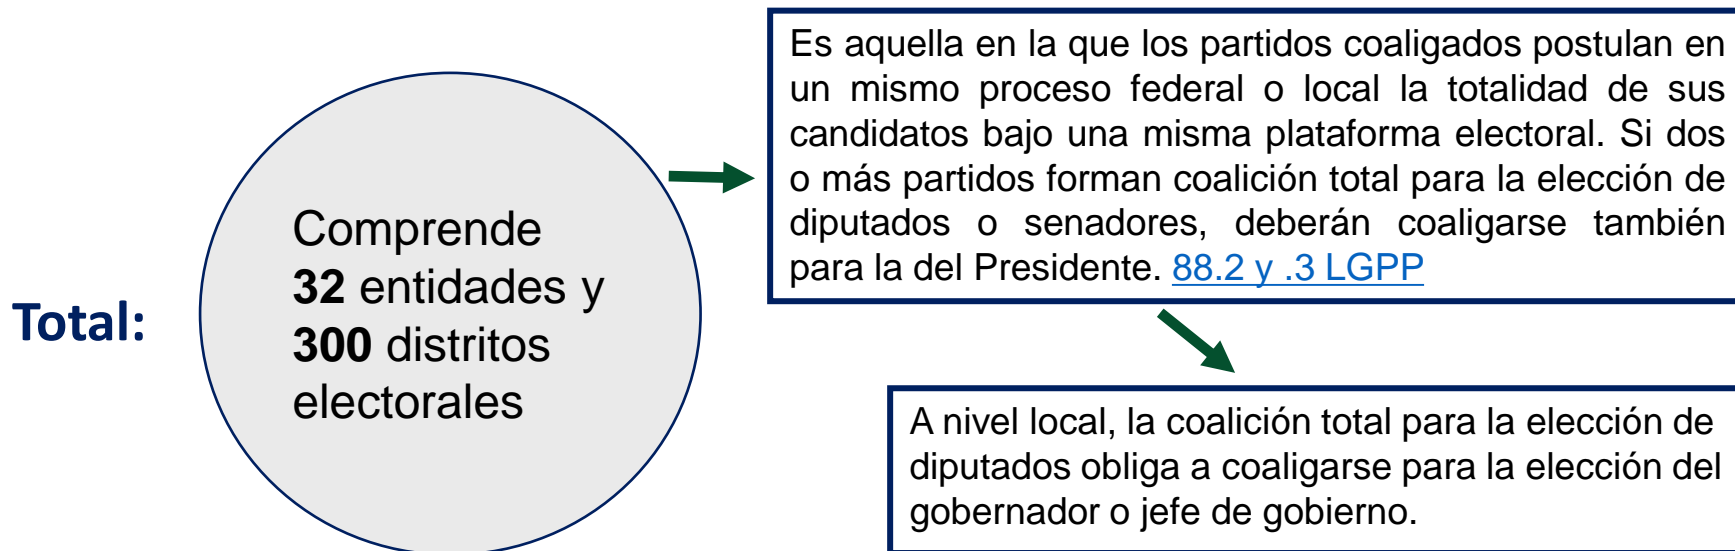 Total:
Comprende
32 entidades y
300 distritos
electorales
Es aquella en la que los partidos coaligados postulan en
un mismo proceso federal o local la totalidad de sus
candidatos bajo una misma plataforma electoral. Si dos
o más partidos forman coalición total para la elección de
diputados o senadores, deberán coaligarse también
para la del Presidente. 88.2 y .3 LGPP
A nivel local, la coalición total para la elección de
diputados obliga a coaligarse para la elección del
gobernador o jefe de gobierno.